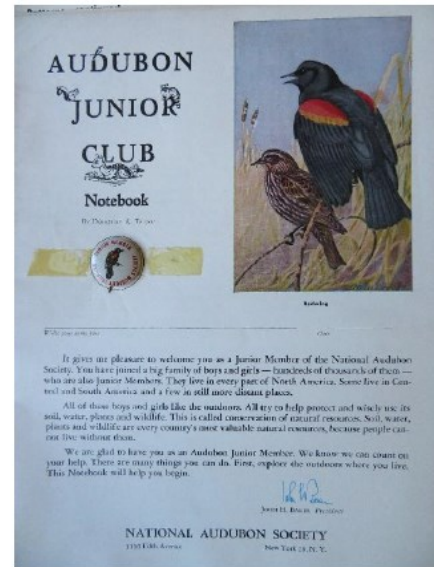 AUDUBON
JUNIOR
CLUB
Notebook
Redwing
It gives me pleasure to welcome you as a Junior Member of the National Audubon
Society. You have joined a big family of boys and girls — hundreds of thousands of them —
who are also Junior Members. They live in every part of North America. Some live in Cen-
tral and South America and a few in still more distant places.
All of these boys and girls like the outdoors. All try to help protect and wisely use its
soil, water, plants and wildlife. This is called conservation of natural resources. Soil, water,
plants and wildlife are every country's most valuable natural resources, because people can-
not live without them.
We are glad to have you as an Audubon Junior Member. We know we can count on
your help. There are many things you can do. First, explore the outdoors where you live.
This Notebook will help you begin.
NATIONAL AUDUBON SOCIETY
Fifth Avenue
New York 28, N. Y.